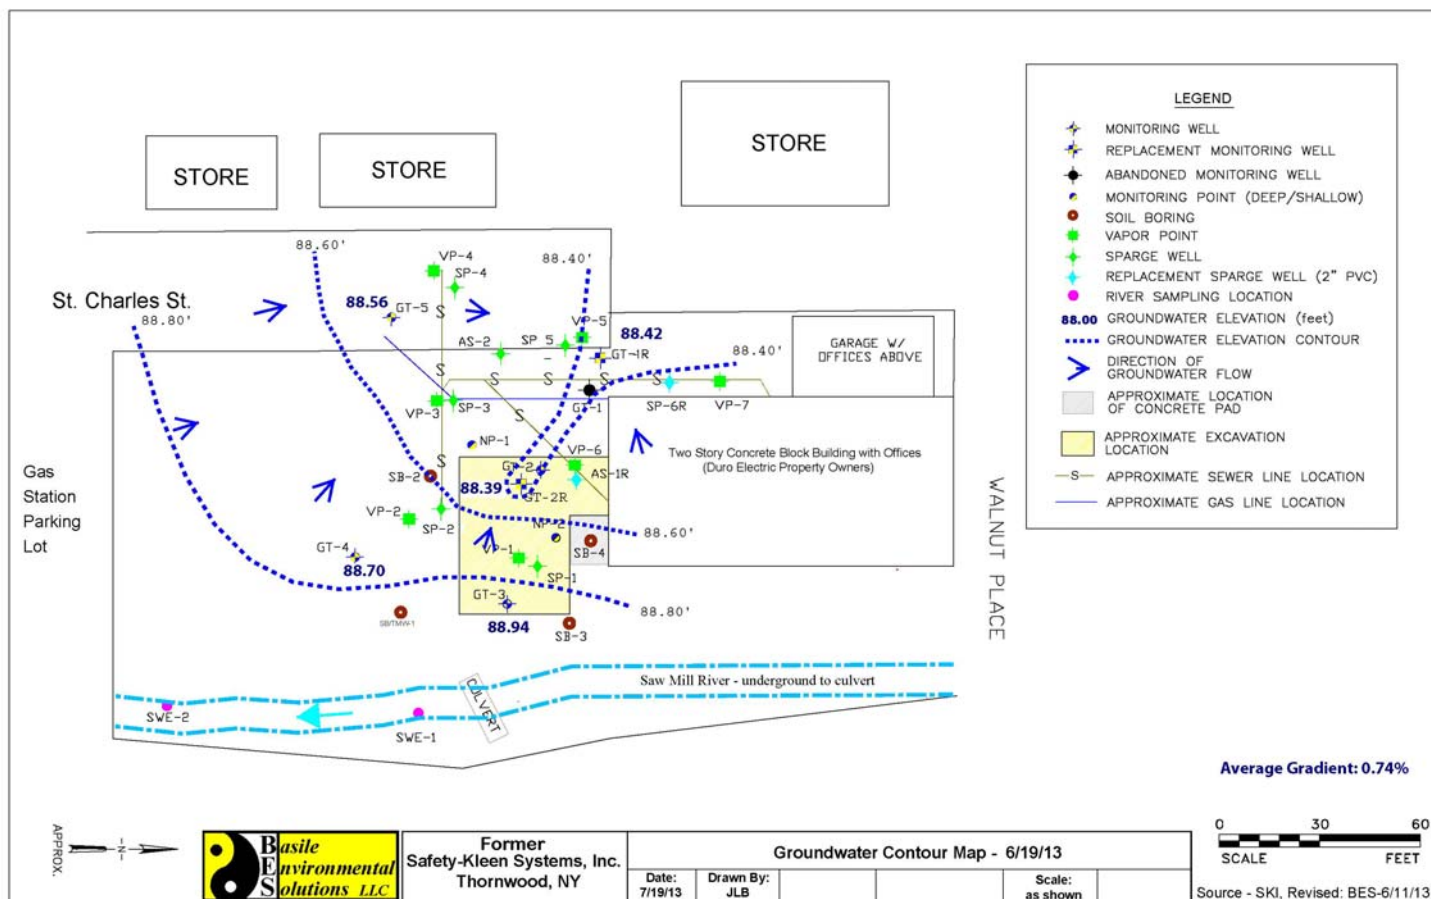 STORE
STORE
STORE
LEGEND
MONITORING WELL
REPLACEMENT MONITORING WELL
ABANDONED MONITORING WELL
MONITORING POINT (DEEP/SHALLOW)
SOIL BORING
VAPOR POINT
SPARGE WELL
REPLACEMENT SPARGE WELL (2" PVC)
RIVER SAMPLING LOCATION
88.00 GROUNDWATER ELEVATION (feet)
GROUNDWATER ELEVATION CONTOUR
DIRECTION OF
GROUNDWATER FLOW
APPROXIMATE LOCATION
OF CONCRETE PAD
APPROXIMATE EXCAVATION
LOCATION
S APPROXIMATE SEWER LINE LOCATION
APPROXIMATE GAS LINE LOCATION
88.60'
VP-4
SP-4
88.40'
St. Charles St.
88.80'
88.56
GT-5
S
VP-5
88.42
SP-5
AS-2
GT-1R
88.40'
GARAGE W/
OFFICES ABOVE
S
S
S
S
GT-1
SP-6R
VP-7
VP-3
SP-3
S
NP-1
S
VP-6
Two Story Concrete Block Building with Offices
(Duro Electric Property Owners)
SB-2
GT-2
AS-1R
88.39
GT-2R
Gas
Station
Parking
Lot
VP-2
SP-2
NP-2
88.60'
GT-4
88.70
VP-1
SB-4
SP-1
GT-3
88.94
88.80'
SB/TMW-1
SB-3
WALNUT PLACE
Saw Mill River - underground to culvert
CULVERT
SWE-2
SWE-1
Average Gradient: 0.74%
0 30 60
SCALE FEET
APPROX.
N
Basile
Environmental
Solutions LLC
Former
Safety-Kleen Systems, Inc.
Thornwood, NY
Groundwater Contour Map - 6/19/13
Date:
7/19/13
Drawn By:
JLB
Scale:
as shown
Source - SKI, Revised: BES-6/11/13